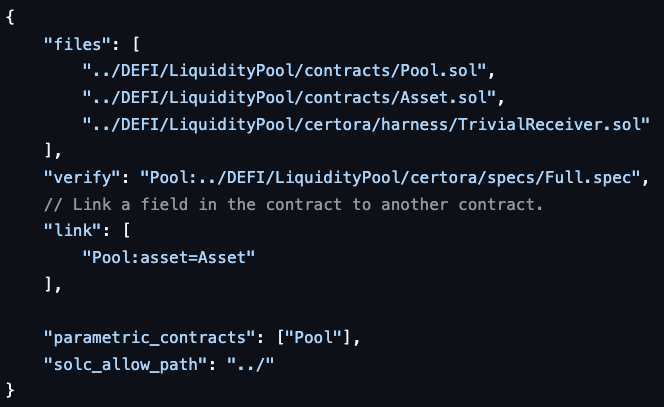 {
    "files": [
        "../DEFI/LiquidityPool/contracts/Pool.sol",
        "../DEFI/LiquidityPool/contracts/Asset.sol",
        "../DEFI/LiquidityPool/certora/harness/TrivialReceiver.sol"
    ],
    "verify": "Pool:../DEFI/LiquidityPool/certora/specs/Full.spec",
    // Link a field in the contract to another contract.
    "link": [
        "Pool:asset=Asset"
    ],

    "parametric_contracts": ["Pool"],
    "solc_allow_path": "../"
}